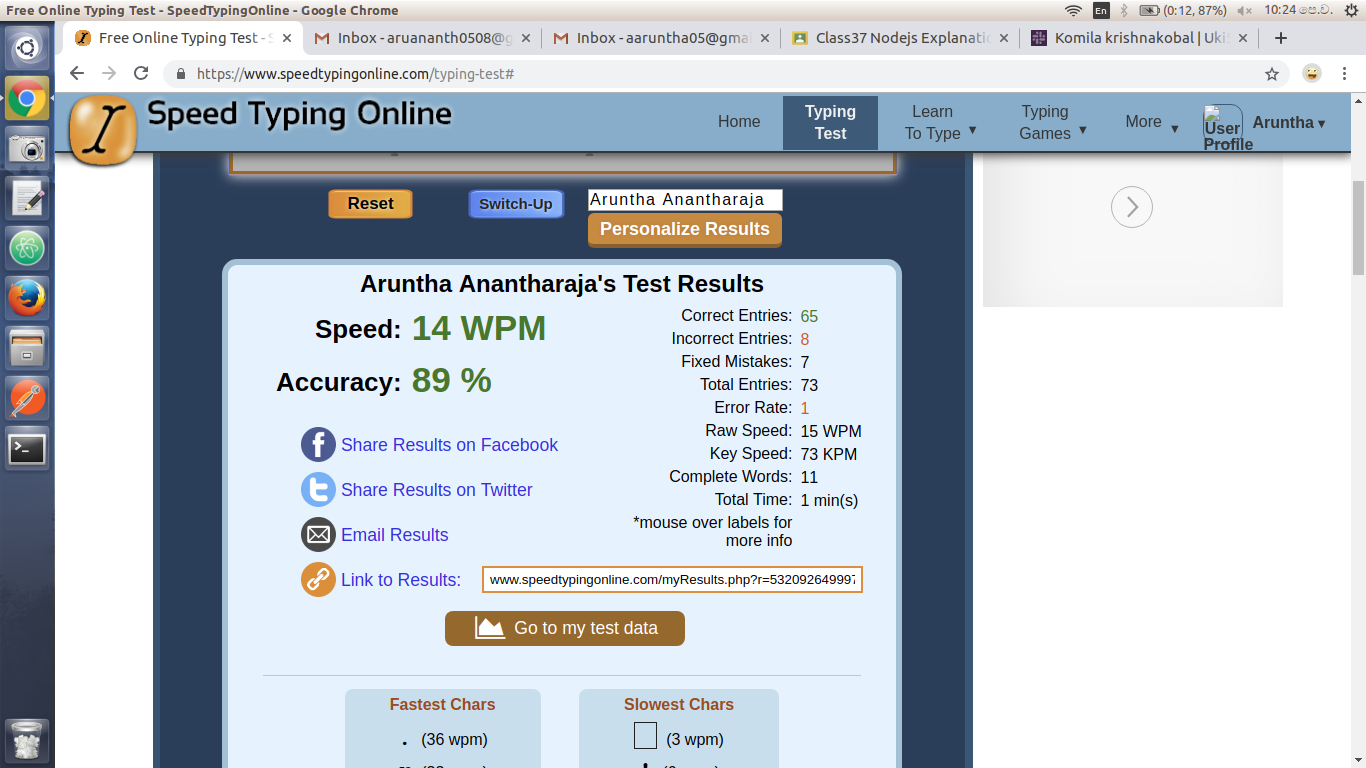 Free Online Typing Test - SpeedTypingOnline - Google Chrome
En
(0:12, 87%)
10:24 පෙ.ව.
Free Online Typing Test - S
Inbox - aruananth0508@g
Inbox - aaruntha05@gmai
Class37 Nodejs Explanatio
Komila krishnakobal | Uki
https://www.speedtypingonline.com/typing-test#
Speed Typing Online
Home
Typing Test
Learn To Type
Typing Games
More
User Profile
Aruntha
Reset
Switch-Up
Aruntha Anantharaja
Personalize Results
Aruntha Anantharaja's Test Results
Speed: 14 WPM
Accuracy: 89 %
Correct Entries: 65
Incorrect Entries: 8
Fixed Mistakes: 7
Total Entries: 73
Error Rate: 1
Raw Speed: 15 WPM
Key Speed: 73 KPM
Complete Words: 11
Total Time: 1 min(s)
*mouse over labels for
more info
Share Results on Facebook
Share Results on Twitter
Email Results
Link to Results: www.speedtypingonline.com/myResults.php?r=532092649997
Go to my test data
Fastest Chars
. (36 wpm)
Slowest Chars
(3 wpm)